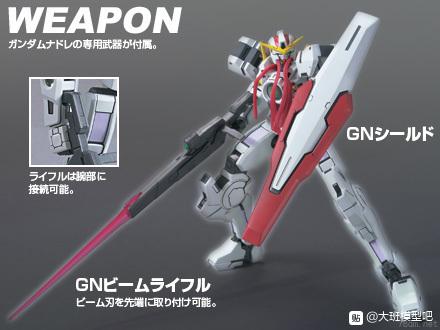 WEAPON
ガンダムナドレの専用武器が付属。
ライフルは腕部に
接続可能。
GNシールド
GNビームライフル
ビーム刃を先端に取り付け可能。
貼 @大班模型吧
78dm.net